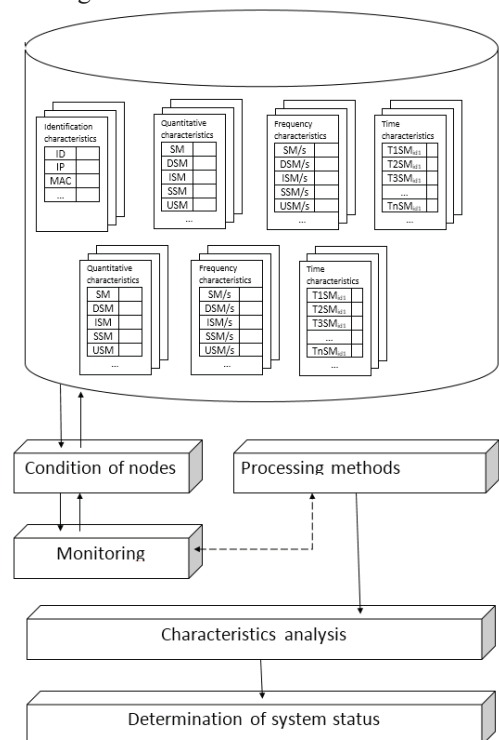 Identification
characteristics
ID
IP
MAC
...
Quantitative
characteristics
SM
DSM
ISM
SSM
USM
...
Frequency
characteristics
SM/s
DSM/s
ISM/s
SSM/s
USM/s
...
Time
characteristics
T1SMid1
T2SMid1
T3SMid1
...
TnSMid1
...
Quantitative
characteristics
SM
DSM
ISM
SSM
USM
...
Frequency
characteristics
SM/s
DSM/s
ISM/s
SSM/s
USM/s
...
Time
characteristics
T1SMid1
T2SMid1
T3SMid1
...
TnSMid1
...
Condition of nodes
Processing methods
Monitoring
Characteristics analysis
Determination of system status